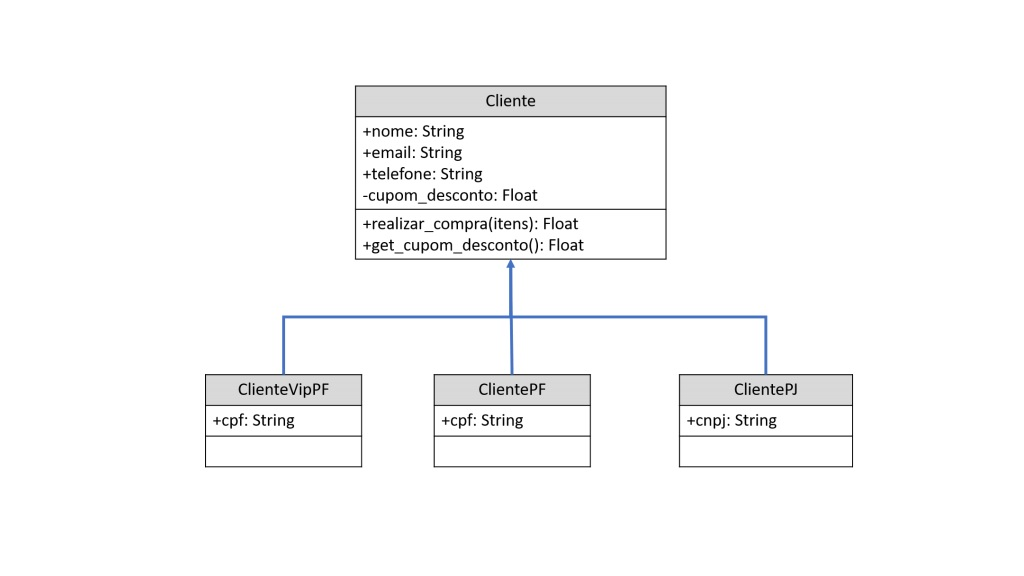 Cliente
+nome: String
+email: String
+telefone: String
-cupom_desconto: Float
+realizar_compra(itens): Float
+get_cupom_desconto(): Float
ClienteVipPF
+cpf: String
ClientePF
+cpf: String
ClientePJ
+cnpj: String